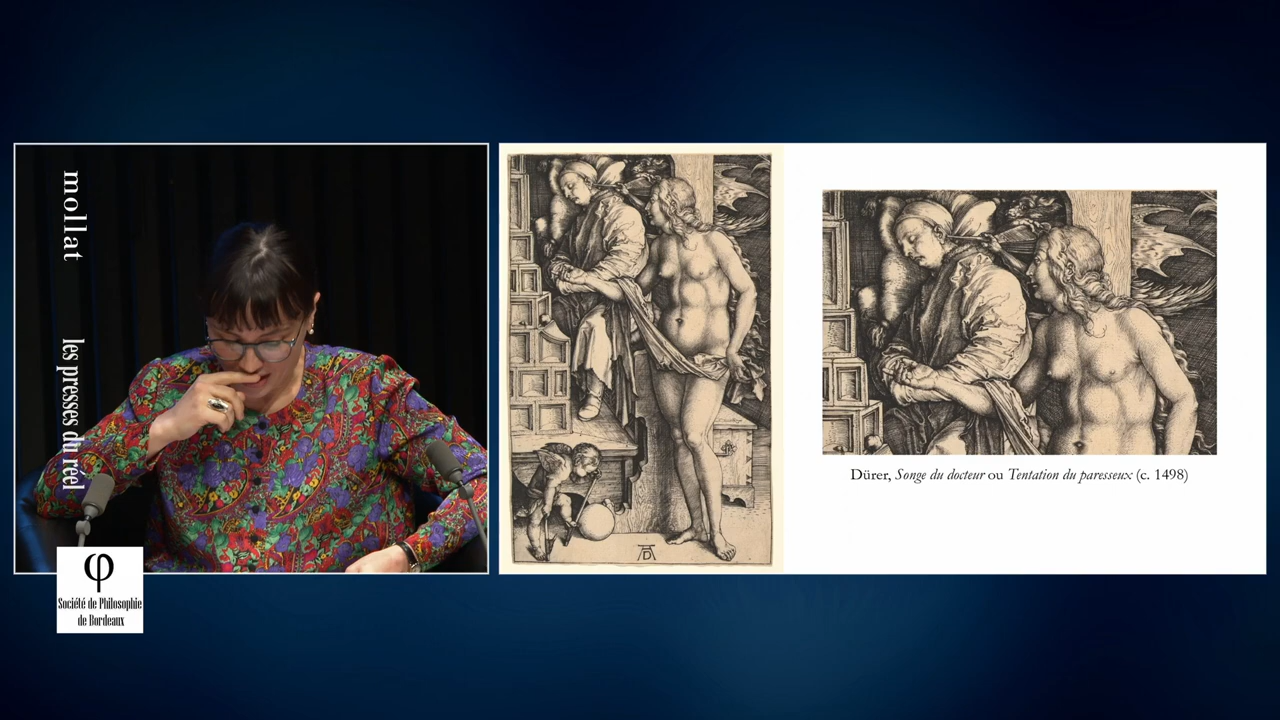 mollat
les presses du réel
φ
Société de Philosophie
de Bordeaux
AD
Dürer, Songe du docteur ou Tentation du paresseux (c. 1498)